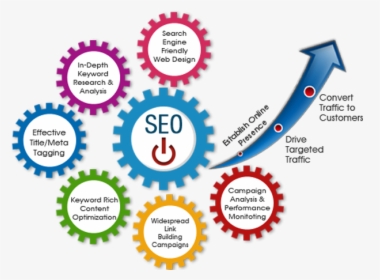 Search
Engine
Friendly
Web Design
In-Depth
Keyword
Research &
Analysis
SEO
Effective
Title/Meta
Tagging
Keyword Rich
Content
Optimization
Widespread
Link
Building
Campaigns
Campaign
Analysis &
Performance
Monitoting
Establish Online
Presence
Drive
Targeted
Traffic
Convert
Traffic to
Customers